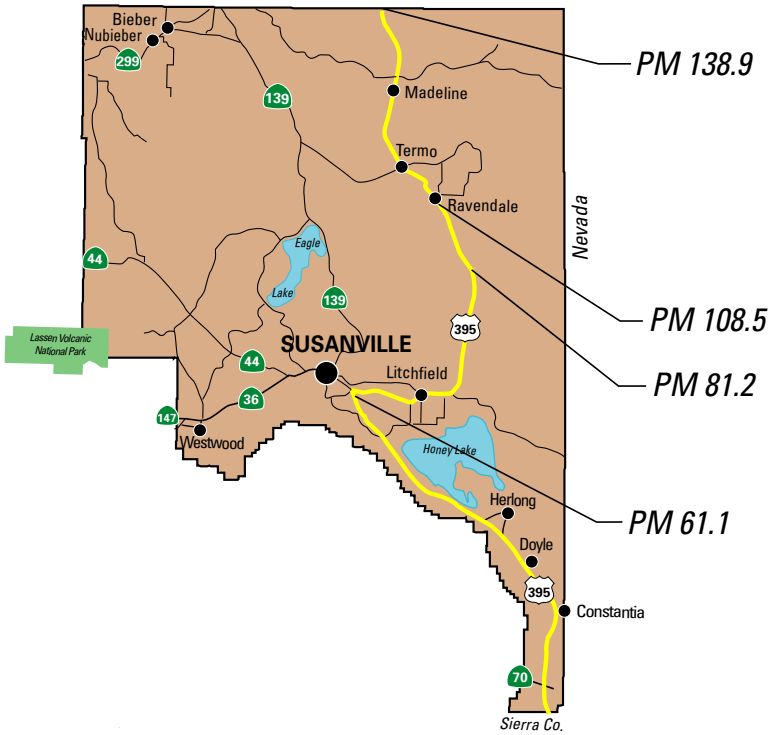 Bieber
Nubieber
299
139
PM 138.9
Madeline
Termo
Ravendale
Nevada
44
Eagle
Lake
139
395
PM 108.5
Lassen Volcanic
National Park
SUSANVILLE
44
Litchfield
PM 81.2
36
147
Westwood
Honey Lake
Herlong
PM 61.1
Doyle
395
Constantia
70
Sierra Co.